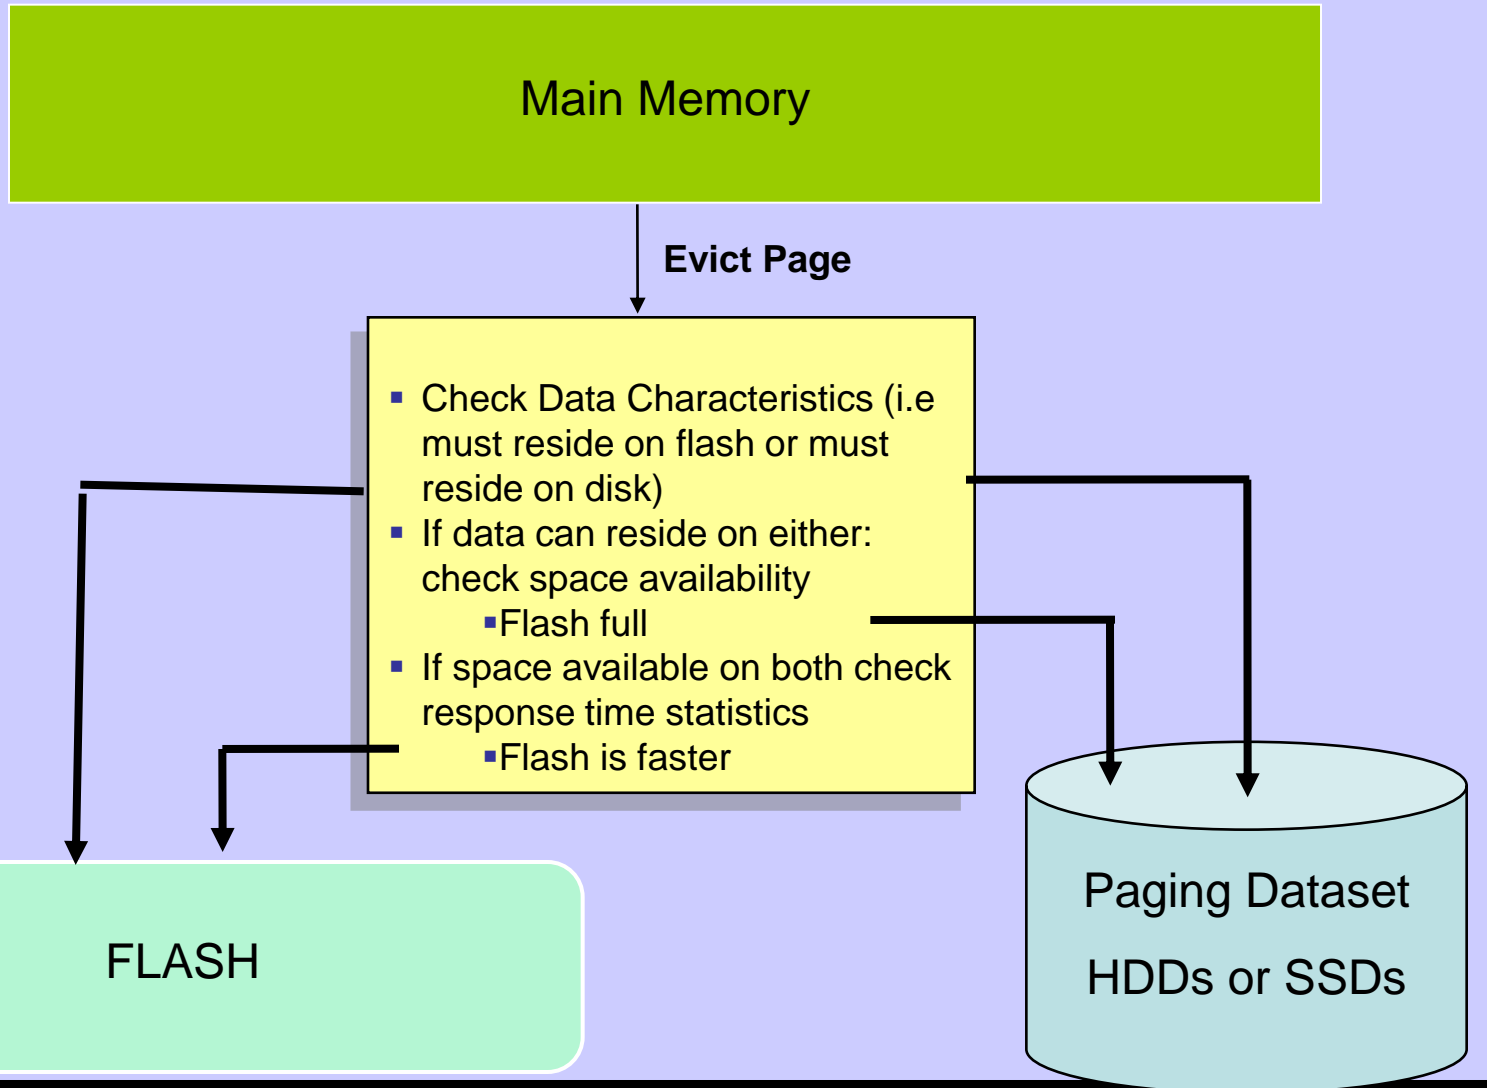 Main Memory
Evict Page
▪ Check Data Characteristics (i.e
must reside on flash or must
reside on disk)
▪ If data can reside on either:
check space availability
▪Flash full
▪ If space available on both check
response time statistics
▪Flash is faster
FLASH
Paging Dataset
HDDs or SSDs